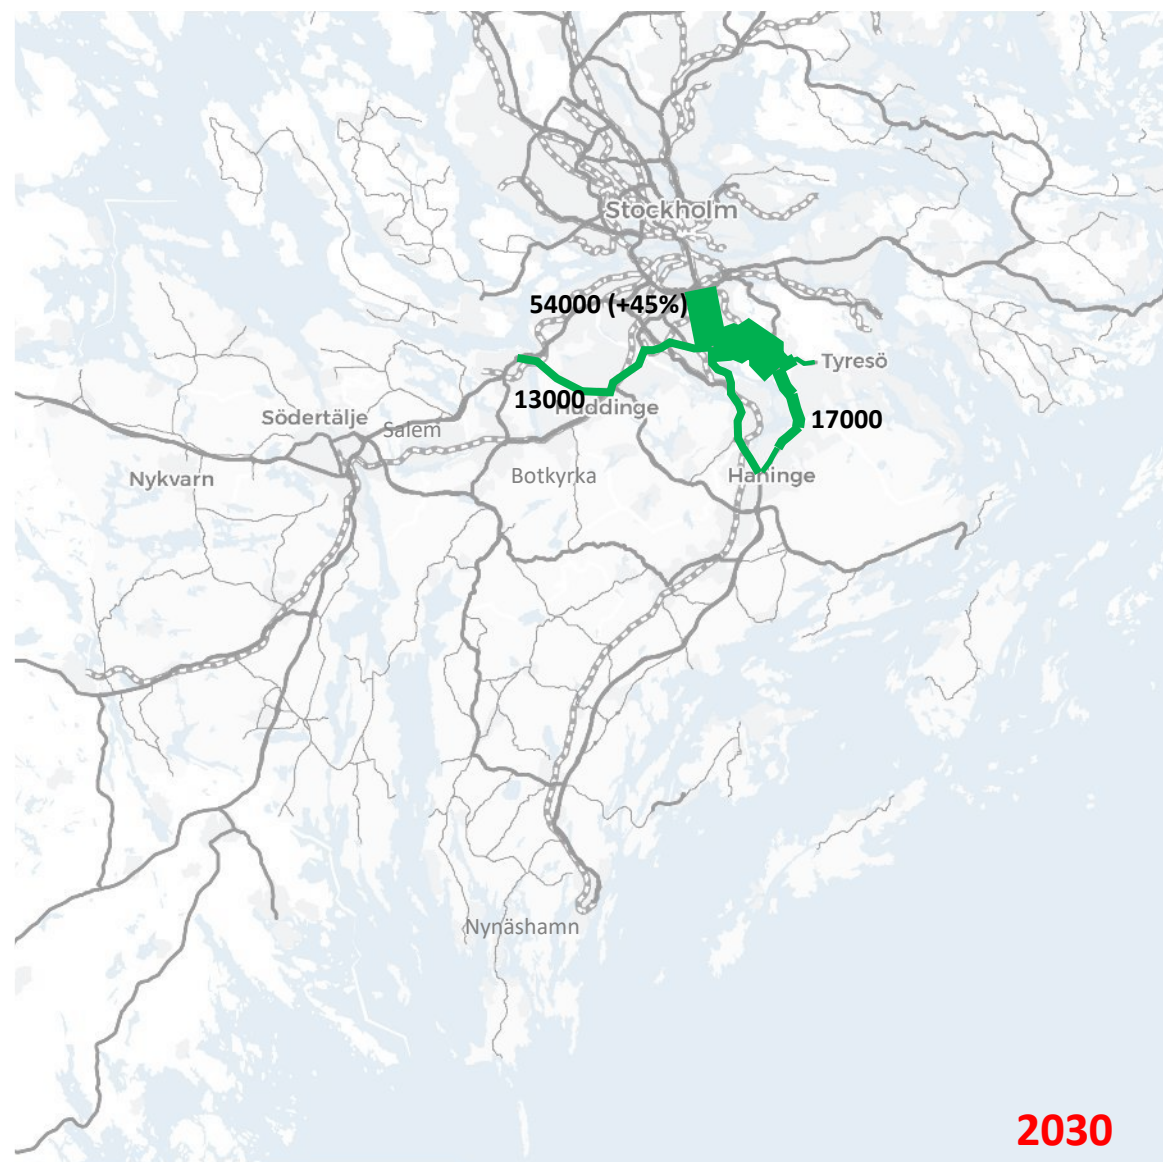 Stockholm
54000 (+45%)
Tyresö
13000
Huddinge
17000
Södertälje
Salem
Nykvarn
Botkyrka
Haninge
Nynäshamn
2030